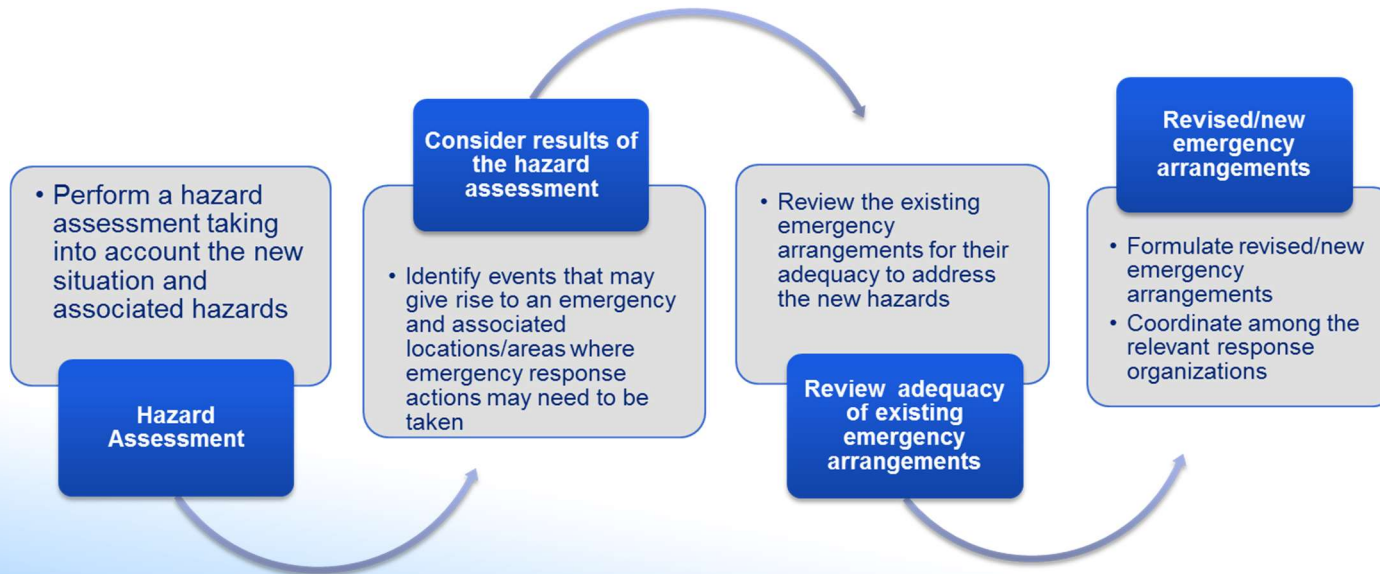 • Perform a hazard
assessment taking
into account the new
situation and
associated hazards
Hazard
Assessment
Consider results of
the hazard
assessment
• Identify events that may
give rise to an emergency
and associated
locations/areas where
emergency response
actions may need to be
taken
• Review the existing
emergency
arrangements for their
adequacy to address
the new hazards
Review adequacy
of existing
emergency
arrangements
Revised/new
emergency
arrangements
• Formulate revised/new
emergency
arrangements
• Coordinate among the
relevant response
organizations